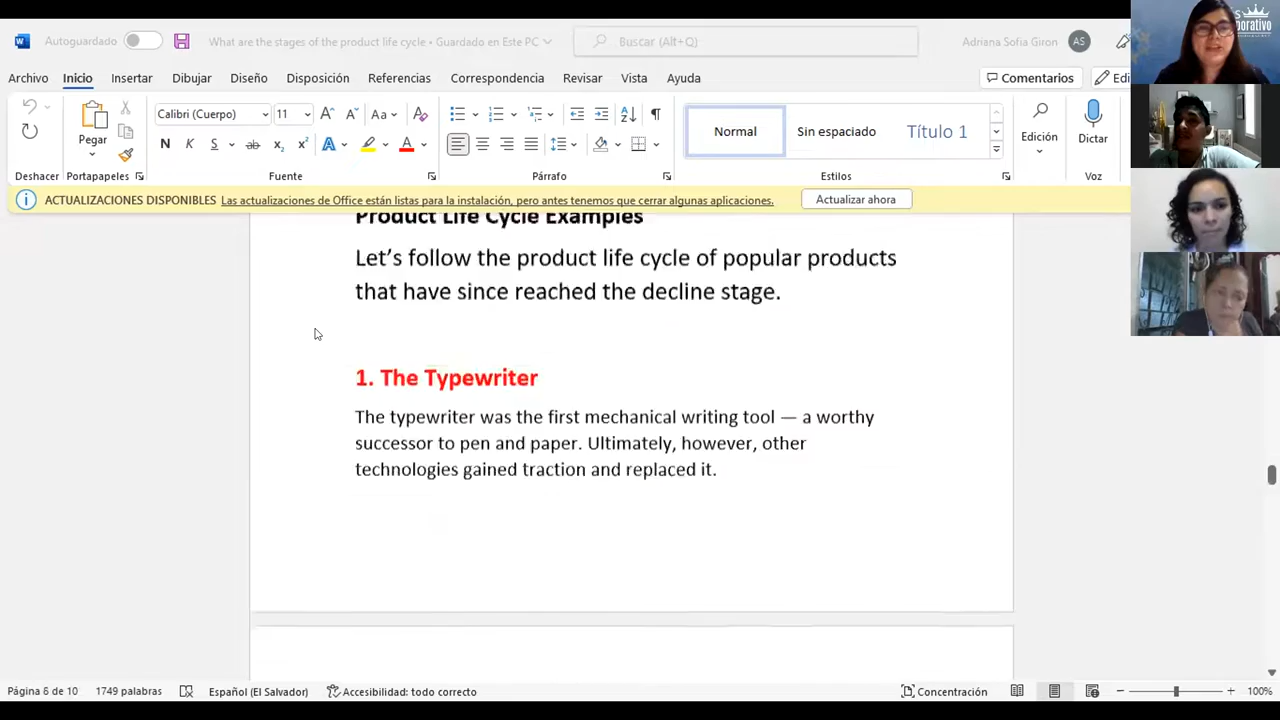 Autoguardado
What are the stages of the product life cycle • Guardado en Este PC
Buscar (Alt+Q)
Adriana Sofia Giron
AS
Archivo
Inicio
Insertar
Dibujar
Diseño
Disposición
Referencias
Correspondencia
Revisar
Vista
Ayuda
Comentarios
Edi
Pegar
Calibri (Cuerpo)
11
Normal
Sin espaciado
Título 1
Edición
Dictar
Deshacer
Portapapeles
Fuente
Párrafo
Estilos
Voz
ACTUALIZACIONES DISPONIBLES Las actualizaciones de Office están listas para la instalación, pero antes tenemos que cerrar algunas aplicaciones.
Actualizar ahora
Product Life Cycle Examples
Let’s follow the product life cycle of popular products
that have since reached the decline stage.
1. The Typewriter
The typewriter was the first mechanical writing tool — a worthy
successor to pen and paper. Ultimately, however, other
technologies gained traction and replaced it.
Página 6 de 10
1749 palabras
Español (El Salvador)
Accesibilidad: todo correcto
Concentración
100%